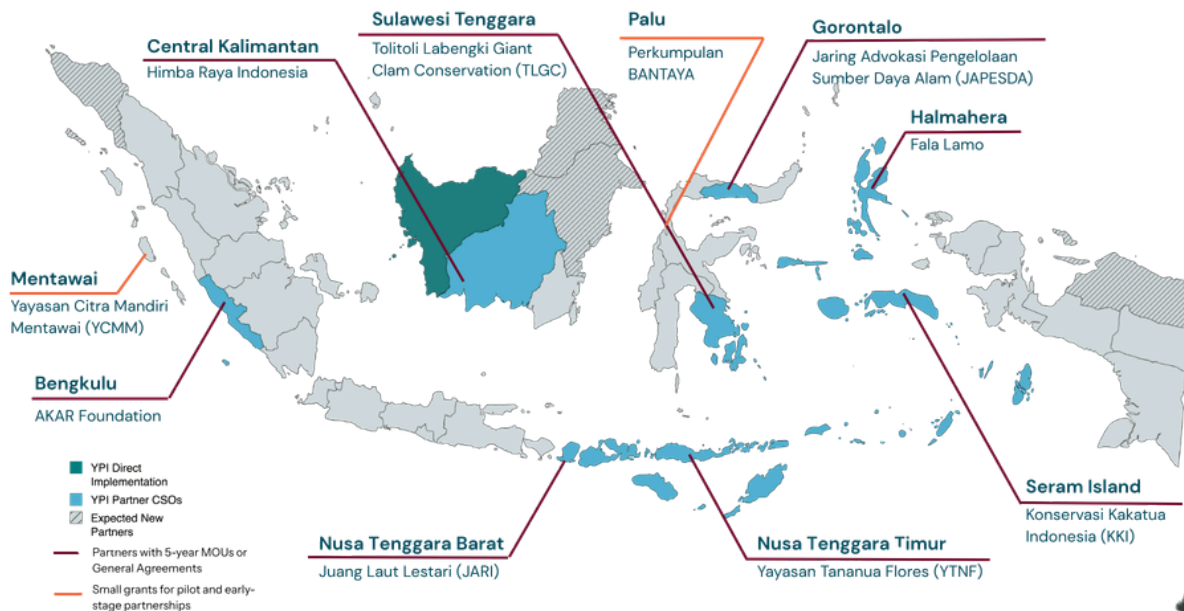 Sulawesi Tenggara
Tolitoli Labengki Giant
Clam Conservation (TLGC)
Palu
Perkumpulan
BANTAYA
Gorontalo
Jaring Advokasi Pengelolaan
Sumber Daya Alam (JAPESDA)
Central Kalimantan
Himba Raya Indonesia
Halmahera
Fala Lamo
Mentawai
Yayasan Citra Mandiri
Mentawai (YCMM)
Bengkulu
AKAR Foundation
YPI Direct
Implementation
YPI Partner CSOs
Expected New
Partners
Partners with 5-year MOUs or
General Agreements
Small grants for pilot and early-
stage partnerships
Nusa Tenggara Barat
Juang Laut Lestari (JARI)
Nusa Tenggara Timur
Yayasan Tananua Flores (YTNF)
Seram Island
Konservasi Kakatua
Indonesia (KKI)